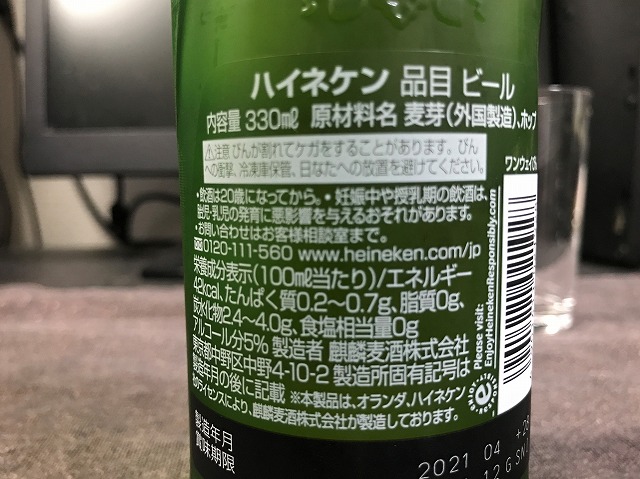 ハイネケン 品目 ビール
内容量 330mℓ 原材料名 麦芽(外国製造)、ホップ
⚠注意 びんが割れてケガをすることがあります。びん
への衝撃、冷凍庫保管、日なたへの放置を避けてください。
ワンウェイ
・飲酒は20歳になってから。・妊娠中や授乳期の飲酒は、
胎児・乳児の発育に悪影響を与えるおそれがあります。
・お問い合わせはお客様相談室まで。
0120-111-560 www.heineken.com/jp
栄養成分表示(100mℓ当たり)/エネルギー
42kcal、たんぱく質0.2〜0.7g、脂質0g、
炭水化物2.4〜4.0g、食塩相当量0g
アルコール分5% 製造者 麒麟麦酒株式会社
東京都中野区中野4-10-2 製造所固有記号は
製造年月の後に記載 ※本製品は、オランダ、ハイネケン
社のライセンスにより、麒麟麦酒株式会社が製造しております。
Please visit:
EnjoyHeinekenResponsibly.com
製造年月
賞味期限
2021 04
12 G SN